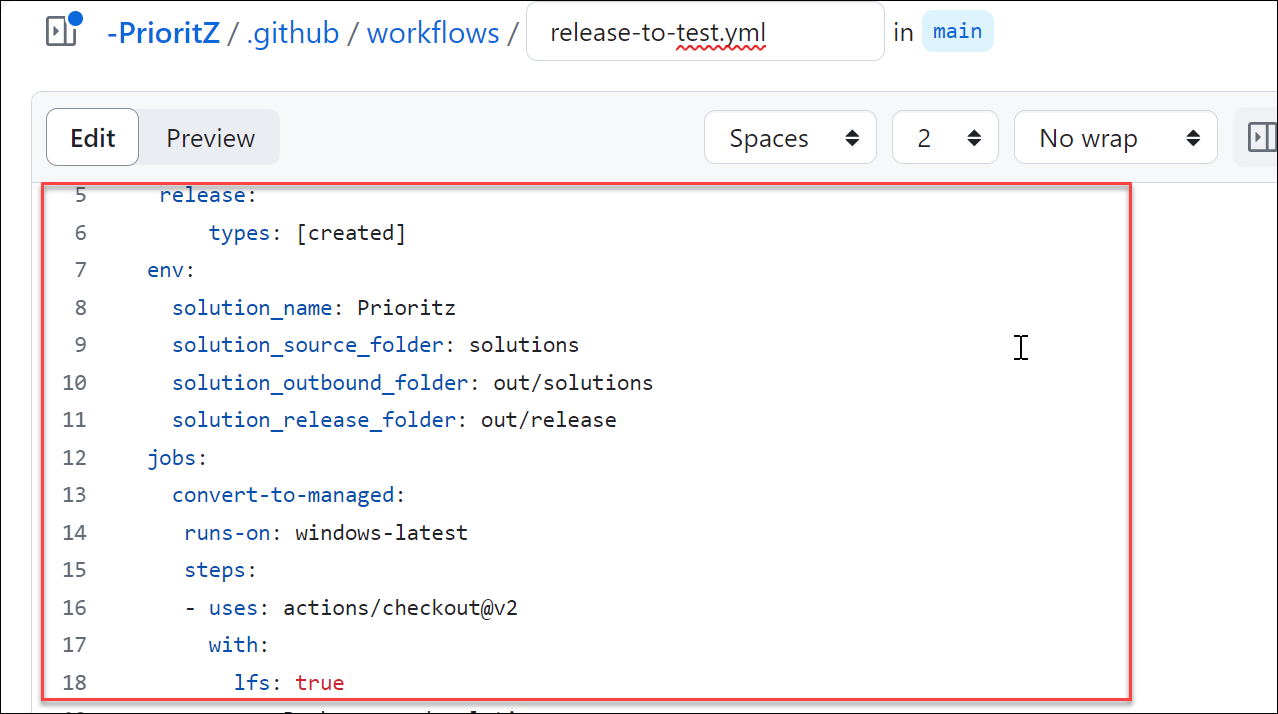 -PrioritZ / .github / workflows / release-to-test.yml in main
Edit Preview Spaces 2 No wrap
5 release:
6 types: [created]
7 env:
8 solution_name: Prioritz
9 solution_source_folder: solutions
10 solution_outbound_folder: out/solutions
11 solution_release_folder: out/release
12 jobs:
13 convert-to-managed:
14 runs-on: windows-latest
15 steps:
16 - uses: actions/checkout@v2
17 with:
18 lfs: true